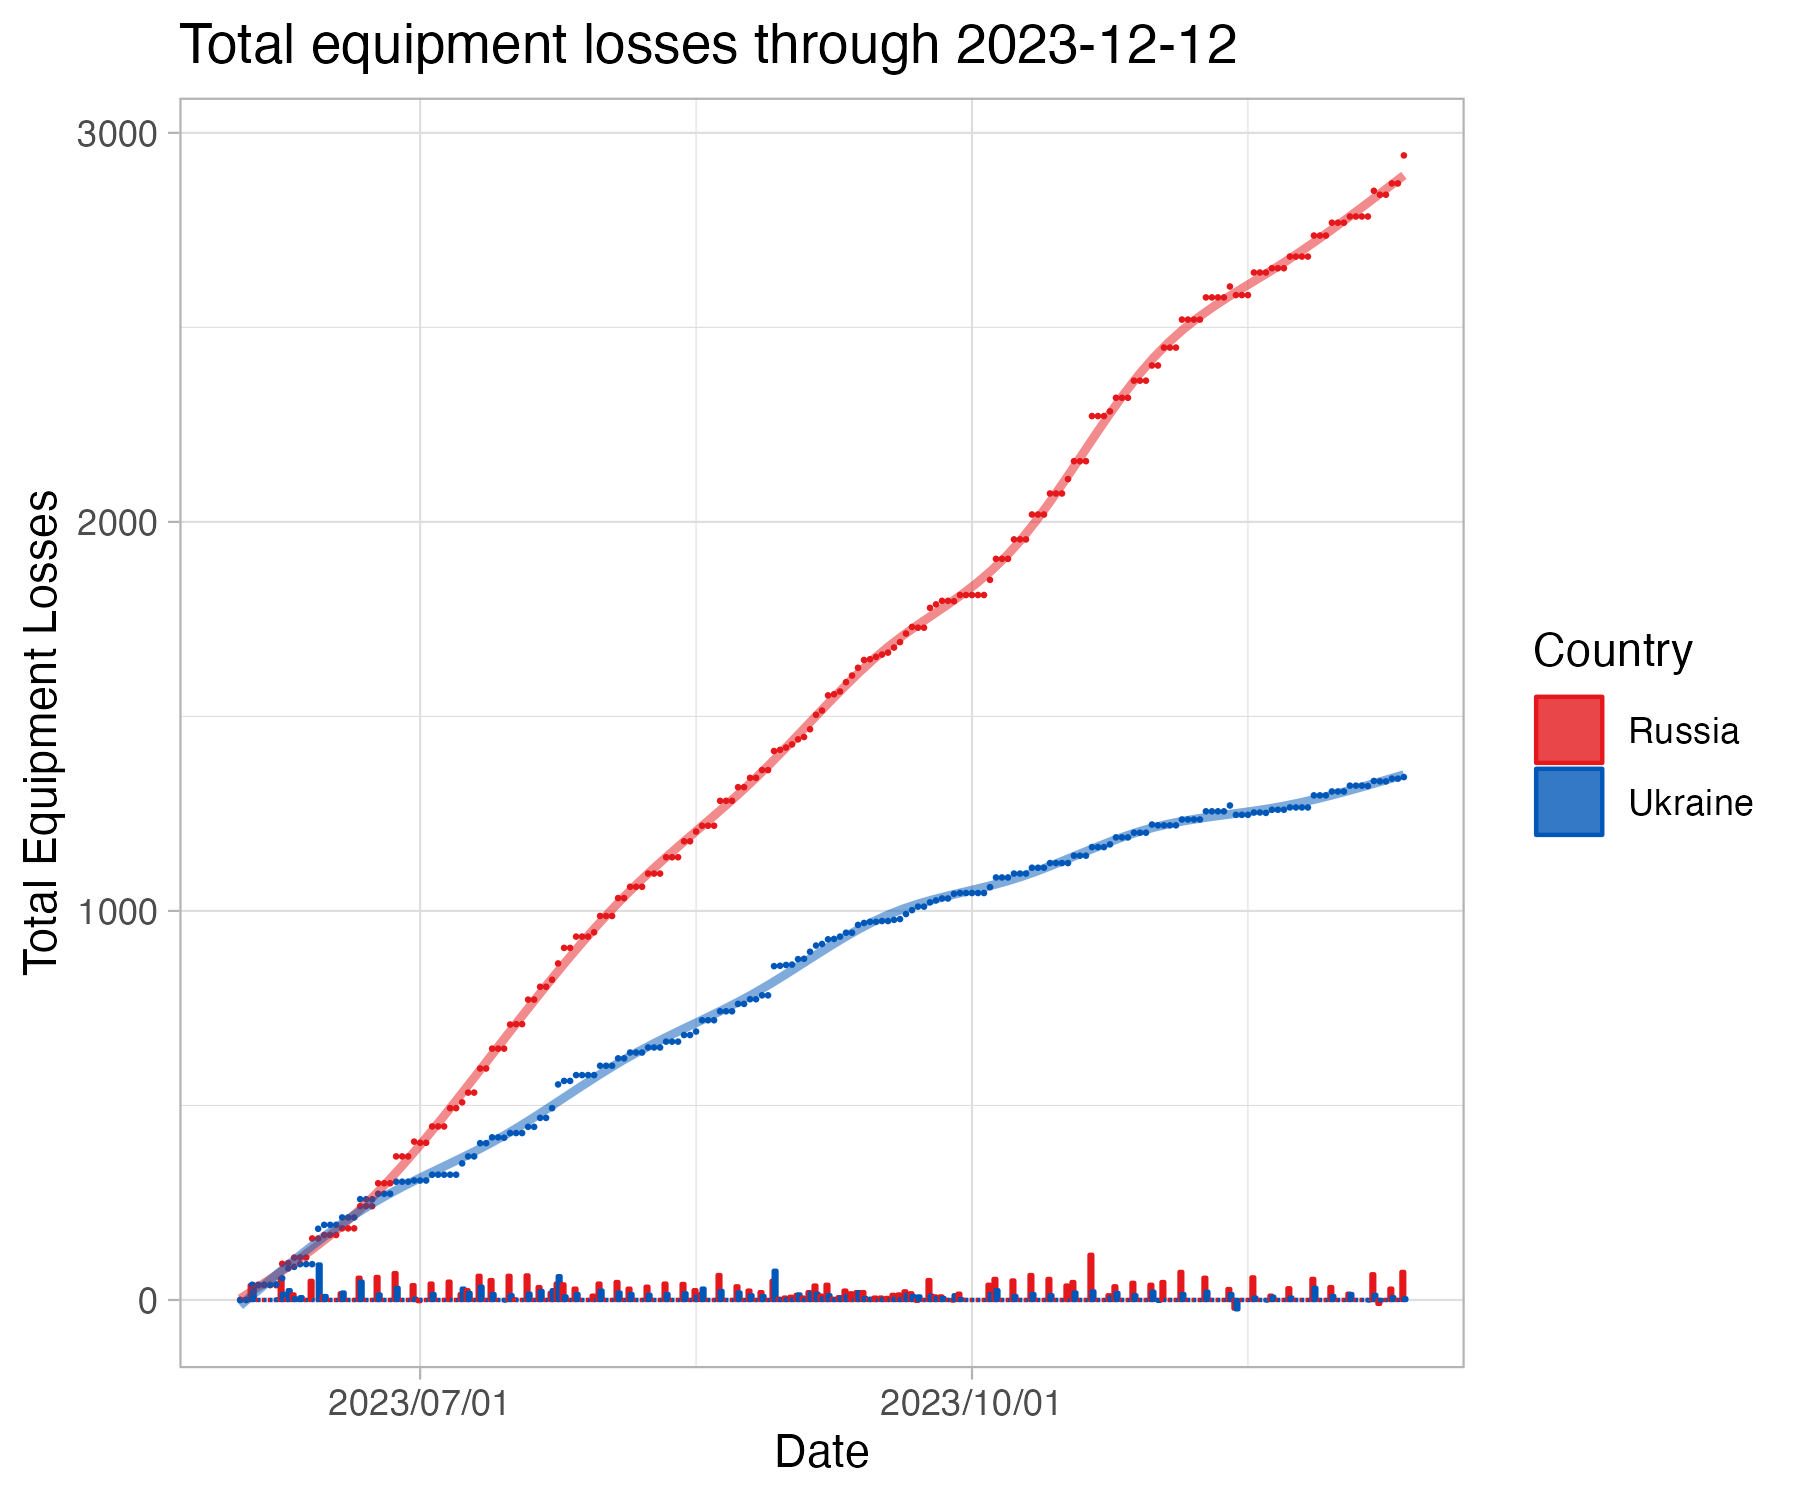 Total equipment losses through 2023-12-12
Total Equipment Losses
3000
2000
1000
0
2023/07/01
2023/10/01
Date
Country
Russia
Ukraine